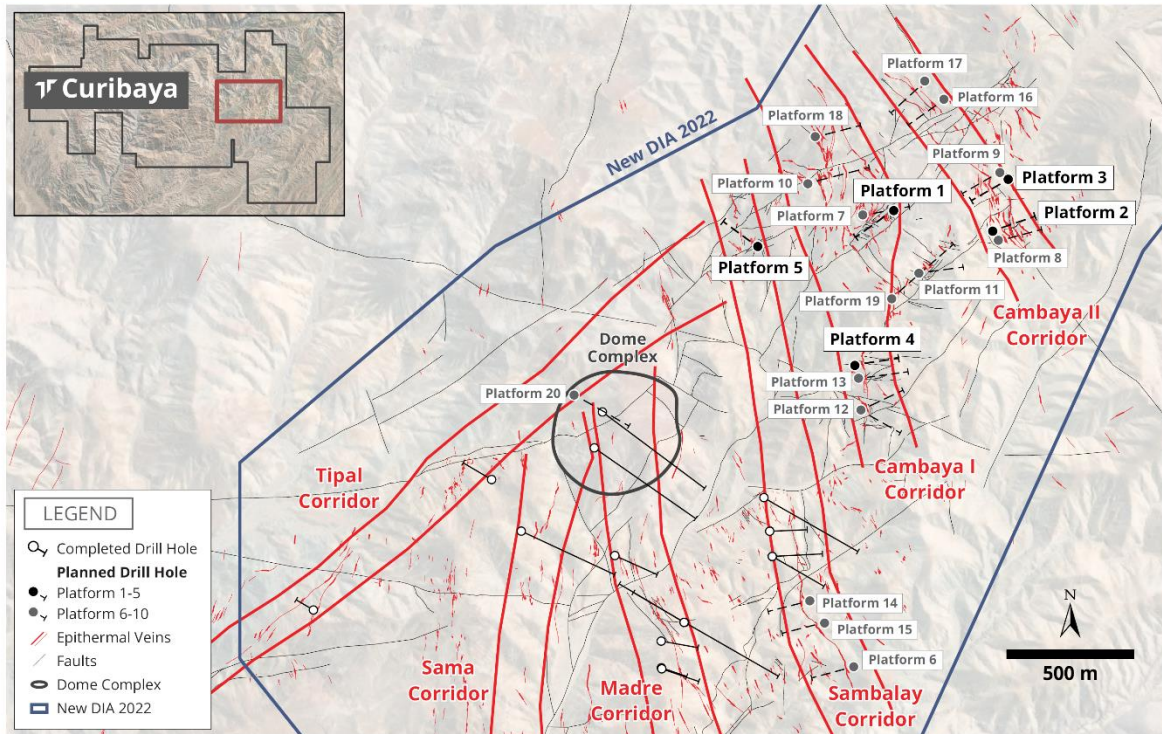 Curibaya
New DIA 2022
Platform 17
Platform 16
Platform 18
Platform 9
Platform 10
Platform 1
Platform 3
Platform 7
Platform 2
Platform 5
Platform 8
Platform 11
Platform 19
Cambaya II
Corridor
Platform 4
Dome
Complex
Platform 13
Platform 20
Platform 12
Tipal
Corridor
Cambaya I
Corridor
Platform 14
Platform 15
Platform 6
Sama
Corridor
Madre
Corridor
Sambalay
Corridor
LEGEND
Completed Drill Hole
Planned Drill Hole
Platform 1-5
Platform 6-10
Epithermal Veins
Faults
Dome Complex
New DIA 2022
N
500 m